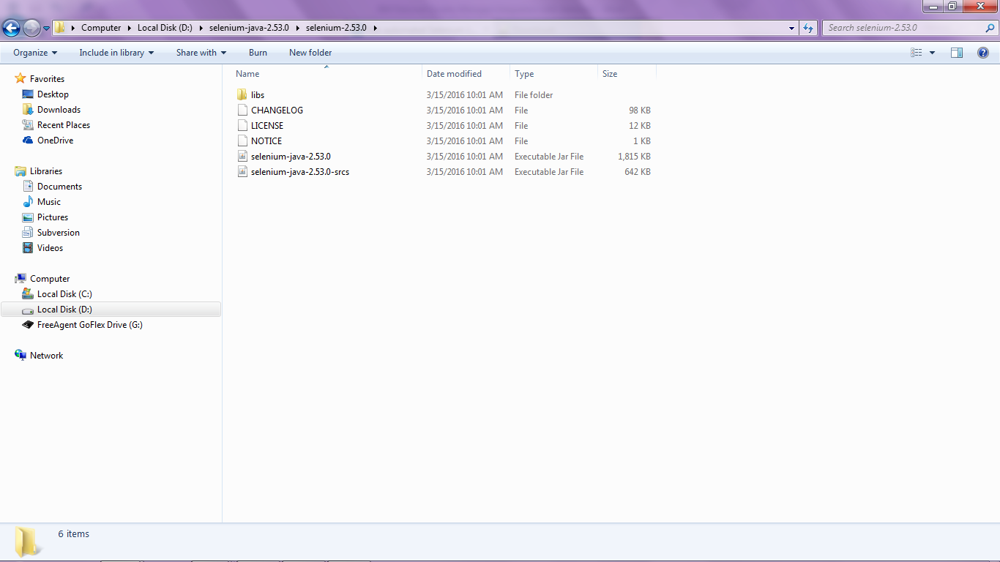 Computer Local Disk (D:) selenium-java-2.53.0 selenium-2.53.0 Search selenium-2.53.0
Organize Include in library Share with Burn New folder
Favorites
Desktop
Downloads
Recent Places
OneDrive
Libraries
Documents
Music
Pictures
Subversion
Videos
Computer
Local Disk (C:)
Local Disk (D:)
FreeAgent GoFlex Drive (G:)
Network
Name Date modified Type Size
libs 3/15/2016 10:01 AM File folder
CHANGELOG 3/15/2016 10:01 AM File 98 KB
LICENSE 3/15/2016 10:01 AM File 12 KB
NOTICE 3/15/2016 10:01 AM File 1 KB
selenium-java-2.53.0 3/15/2016 10:01 AM Executable Jar File 1,815 KB
selenium-java-2.53.0-srcs 3/15/2016 10:01 AM Executable Jar File 642 KB
6 items